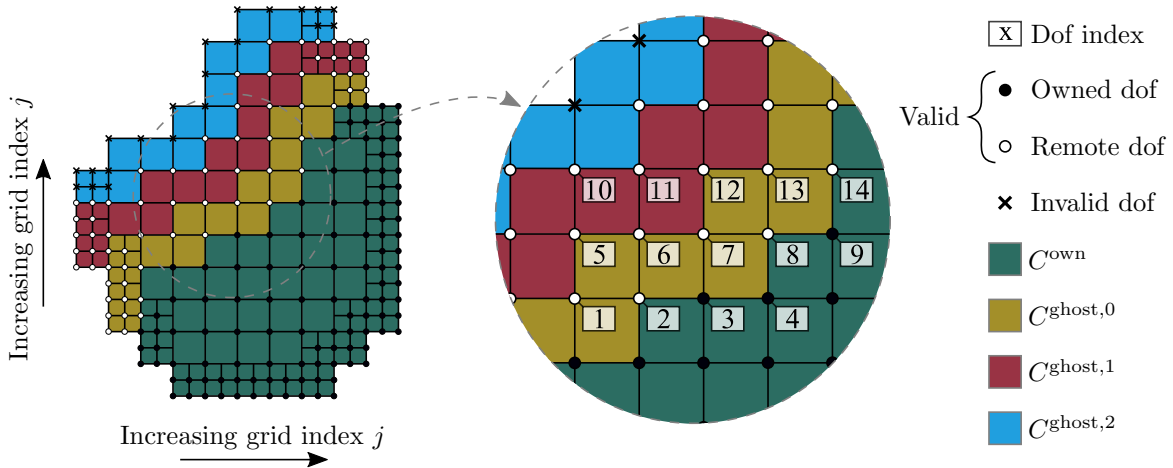 Increasing grid index j
Increasing grid index j
10 11 12 13 14
5 6 7 8 9
1 2 3 4
x Dof index
Valid
Owned dof
Remote dof
Invalid dof
C^own
C^ghost,0
C^ghost,1
C^ghost,2